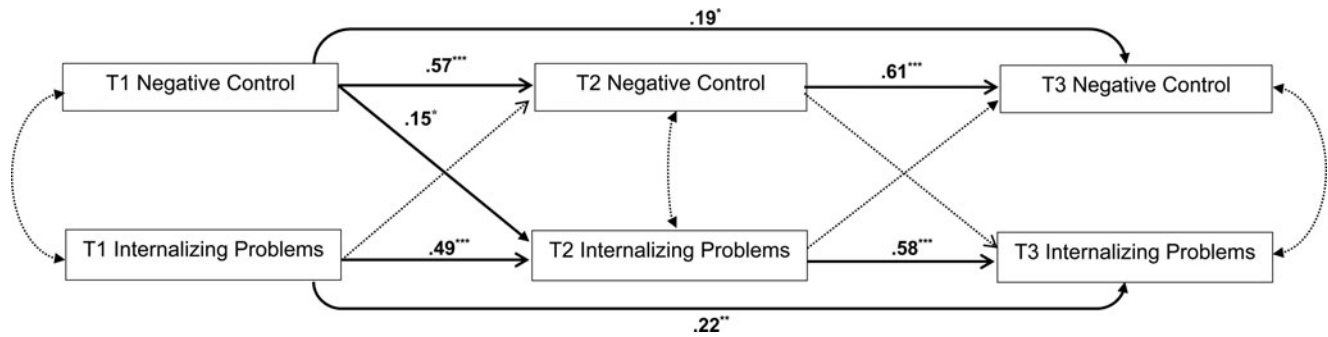 .19*
.57***
.61***
T1 Negative Control
T2 Negative Control
T3 Negative Control
.15*
T1 Internalizing Problems
.49***
T2 Internalizing Problems
.58***
T3 Internalizing Problems
.22**